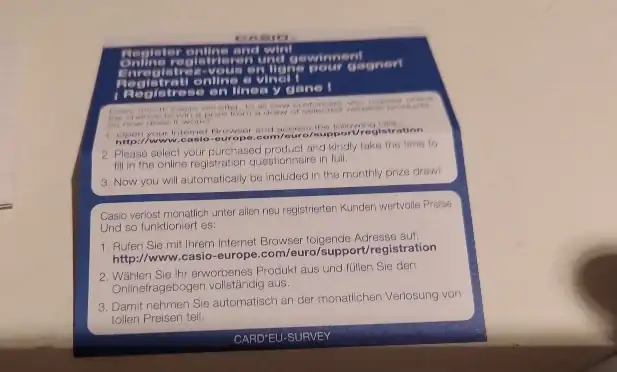 CASIO
Register online and win!
Online registrieren und gewinnen!
Enregistrez-vous en ligne pour gagner!
Registrati online e vinci !
¡ Regístrese en línea y gane !
1. Open your Internet Browser and access the following
http://www.casio-europe.com/euro/support/registration
2. Please select your purchased product and kindly take the time to
fill in the online registration questionnaire in full.
3. Now you will automatically be included in the monthly prize draw!
Casio verlost monatlich unter allen neu registrierten Kunden wertvolle Preise
Und so funktioniert es:
1. Rufen Sie mit Ihrem Internet Browser folgende Adresse auf:
http://www.casio-europe.com/euro/support/registration
2. Wählen Sie Ihr erworbenes Produkt aus und füllen Sie den
Onlinefragebogen vollständig aus.
3. Damit nehmen Sie automatisch an der monatlichen Verlosung von
tollen Preisen teil.
CARD'EU-SURVEY